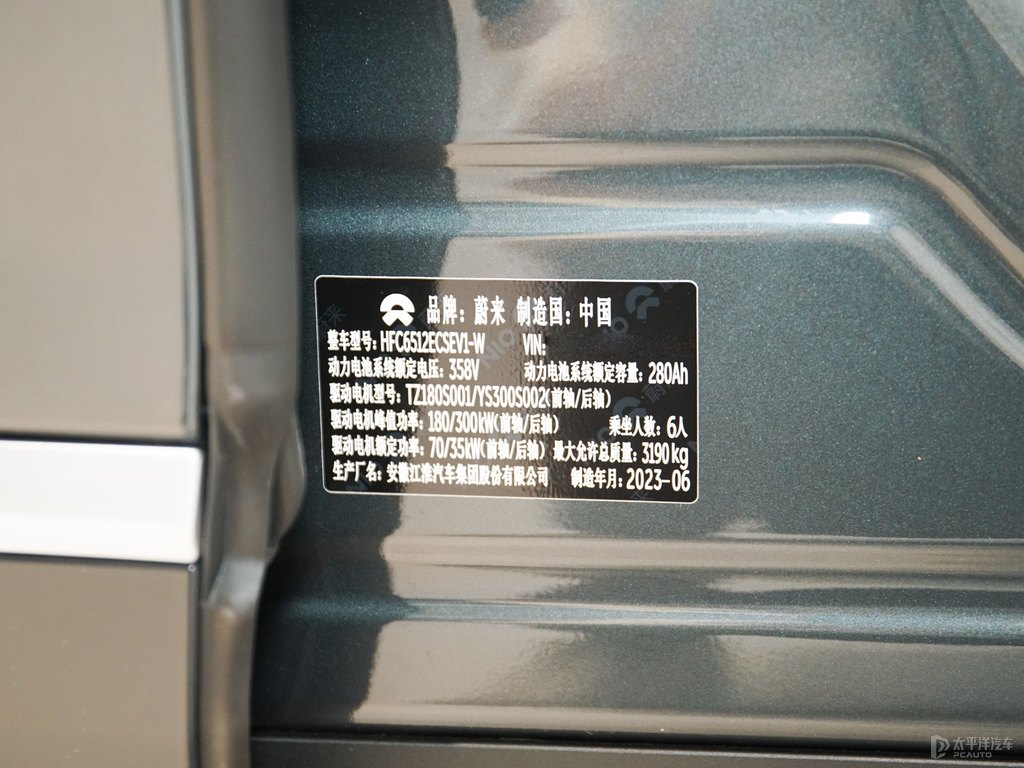 品牌：蔚来 制造国：中国
整车型号：HFC6512ECSEV1-W VIN：
动力电池系统额定电压：358V 动力电池系统额定容量：280Ah
驱动电机型号：TZ180S001/YS300S002(前轴/后轴)
驱动电机峰值功率：180/300kW(前轴/后轴) 乘坐人数：6人
驱动电机额定功率：70/35kW(前轴/后轴) 最大允许总质量：3190kg
生产厂名：安徽江淮汽车集团股份有限公司 制造年月：2023-06
太平洋汽车
PCAUTO